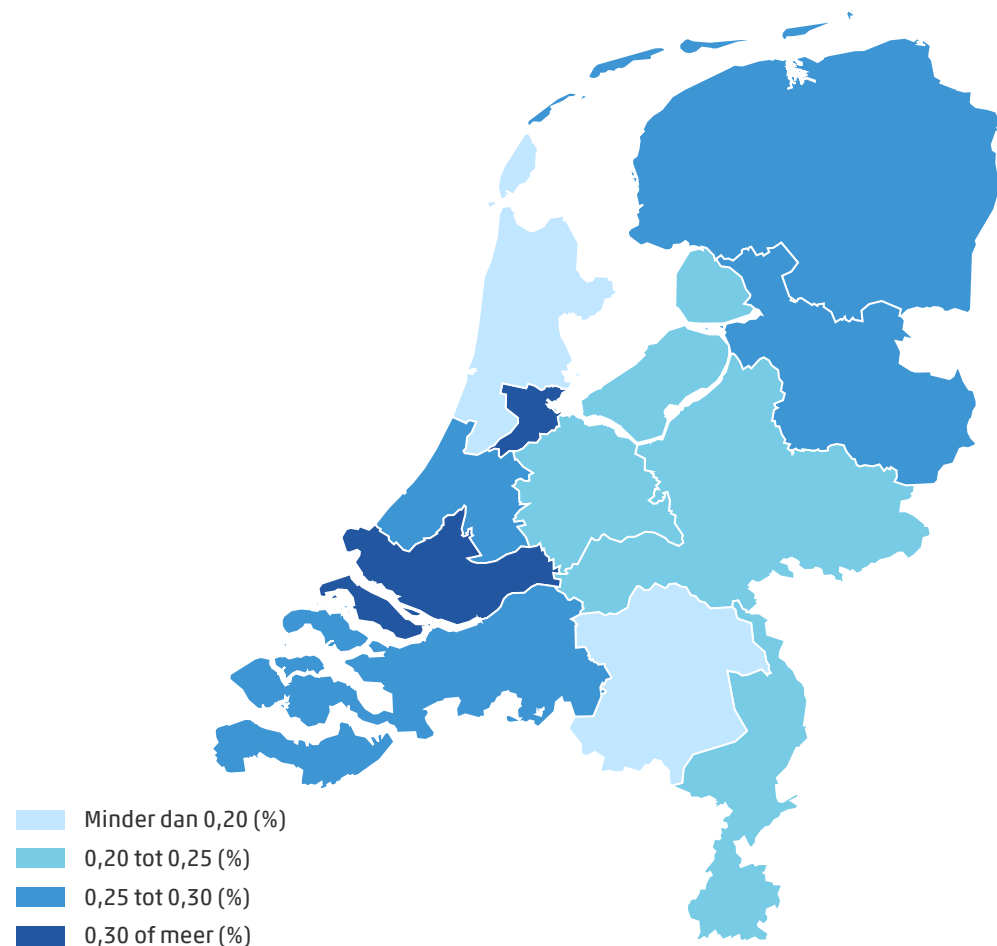 Minder dan 0,20 (%)
0,20 tot 0,25 (%)
0,25 tot 0,30 (%)
0,30 of meer (%)